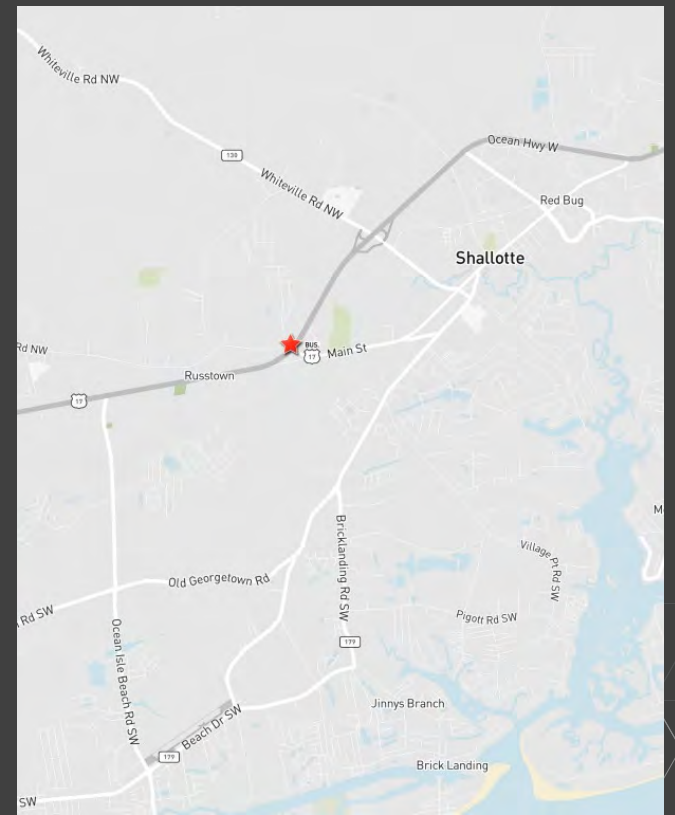 Whiteville Rd NW
Ocean Hwy W
130
Whiteville Rd NW
Red Bug
Shallotte
BUS
17
Main St
Rd NW
Russtown
17
Village Pt Rd SW
Bricklanding Rd SW
Old Georgetown Rd
Rd SW
Pigott Rd SW
Ocean Isle Beach Rd SW
179
Jinnys Branch
Beach Dr SW
179
Brick Landing
SW